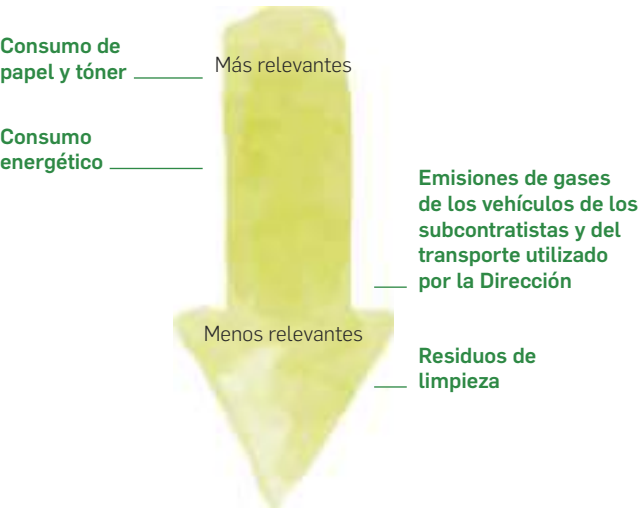 Consumo de
papel y tóner
Más relevantes
Consumo
energético
Emisiones de gases
de los vehículos de los
subcontratistas y del
transporte utilizado
por la Dirección
Menos relevantes
Residuos de
limpieza